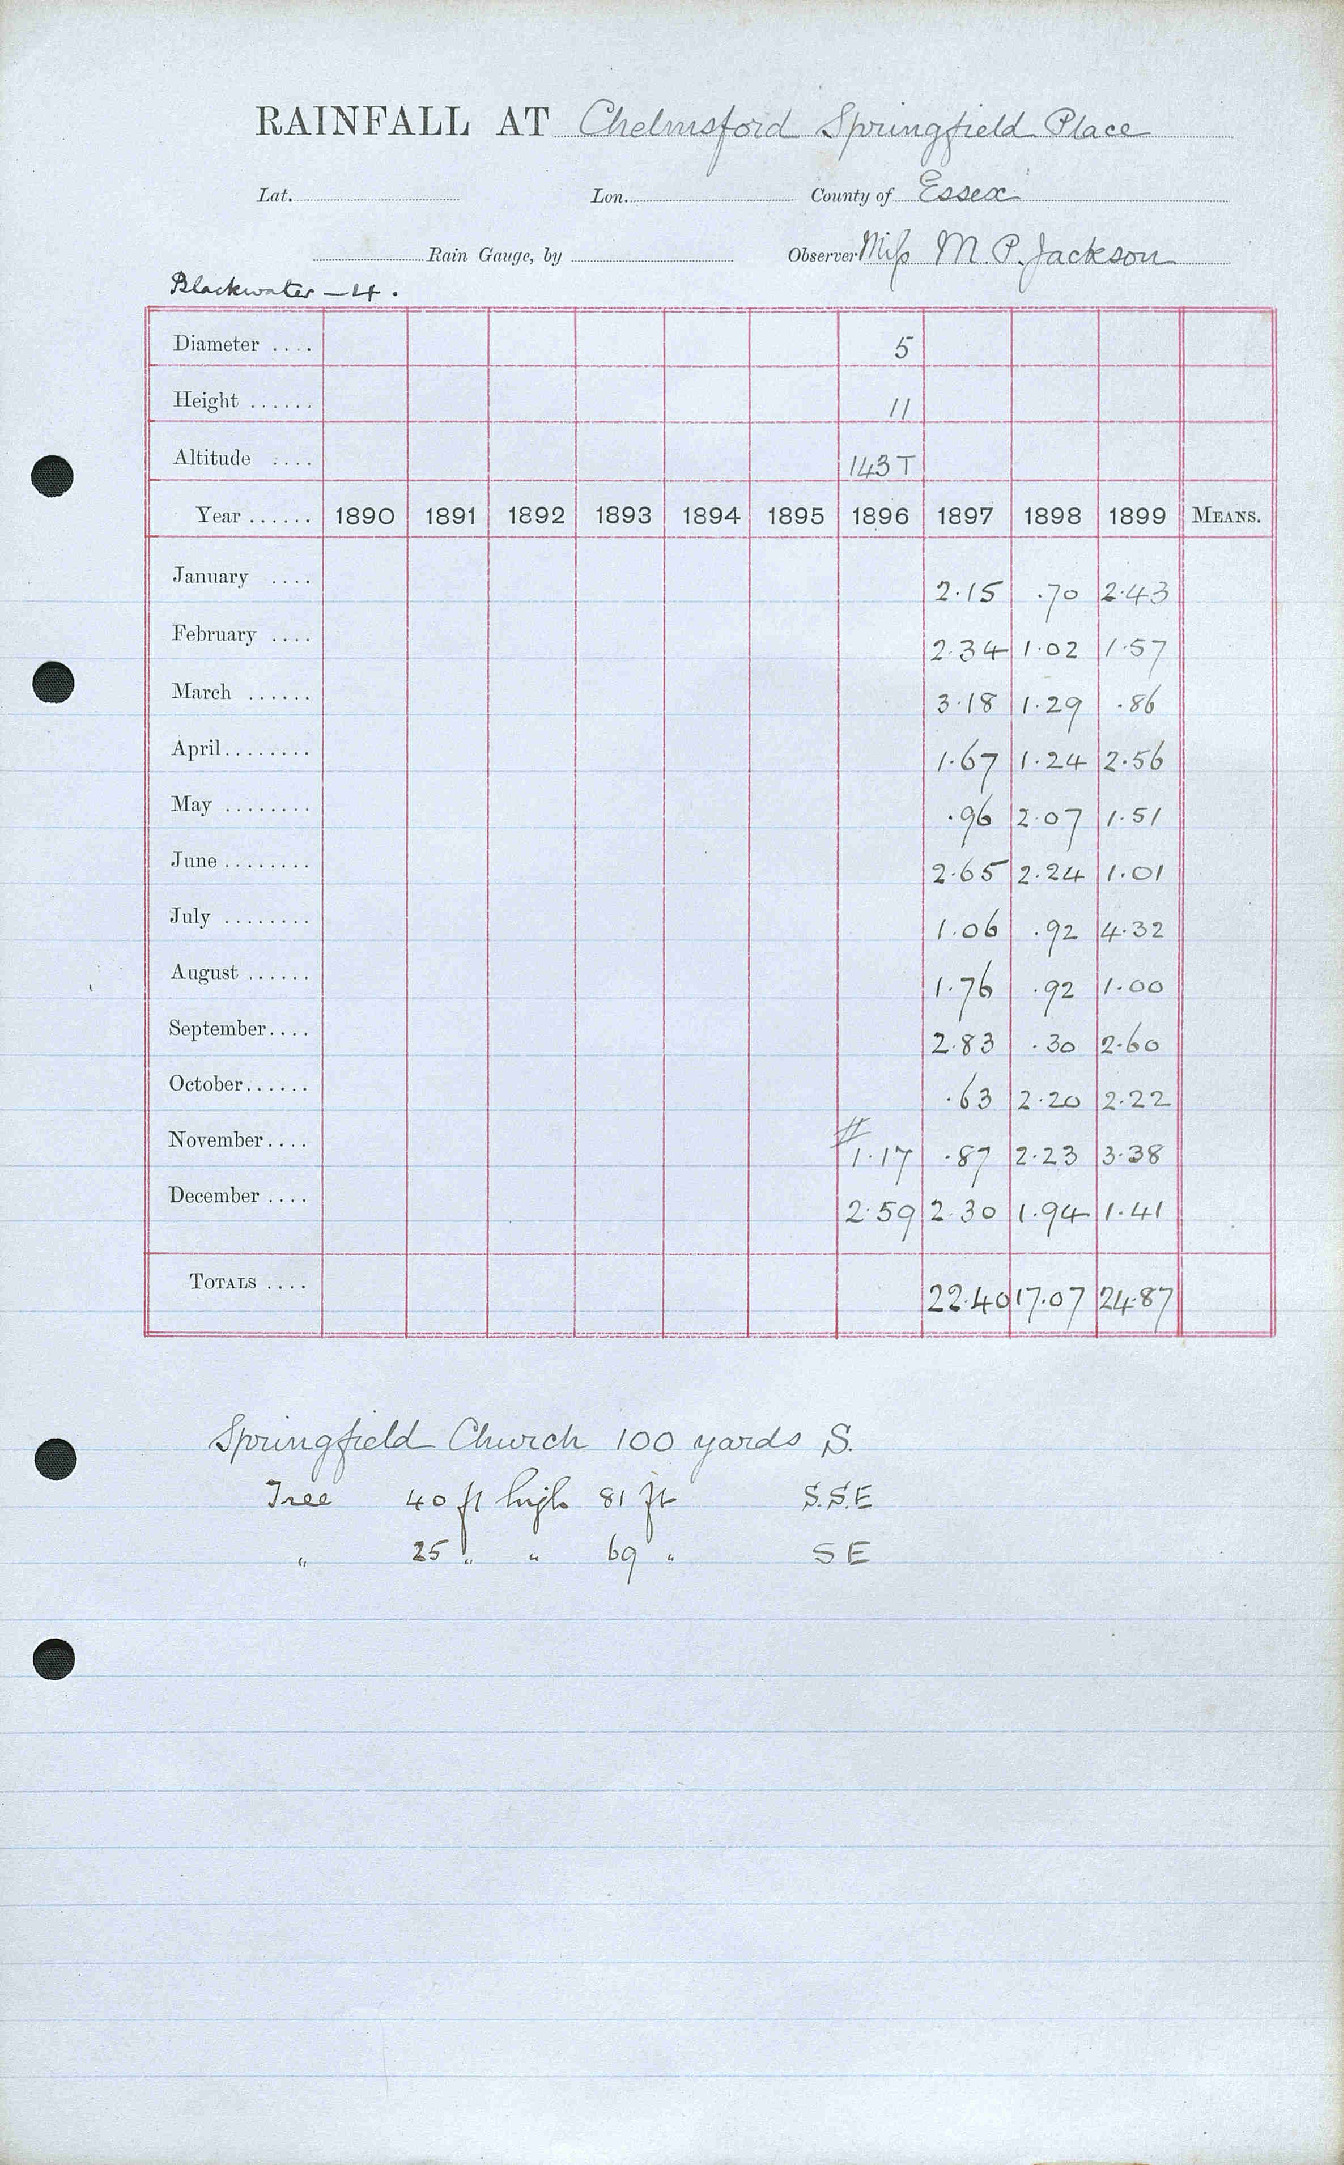 RAINFALL AT Chelmsford Springfield Place
Lat. Lon. County of Essex
Rain Gauge, by Observer Miss M. P. Jackson
Blackwater — 4.
Diameter .... 5
Height ...... 11
Altitude .... 143 T
Year ...... 1890 1891 1892 1893 1894 1895 1896 1897 1898 1899 MEANS.
January .... 2.15 .70 2.43
February .... 2.34 1.02 1.57
March ...... 3.18 1.29 .86
April........ 1.67 1.24 2.56
May ........ .96 2.07 1.51
June ........ 2.65 2.24 1.01
July ........ 1.06 .92 4.32
August ...... 1.76 .92 1.00
September.... 2.83 .30 2.60
October...... .63 2.20 2.22
November.... # 1.17 .87 2.23 3.38
December .... 2.59 2.30 1.94 1.41
TOTALS .... 22.40 17.07 24.87
Springfield Church 100 yards S.
Tree 40 ft high 81 ft S.S.E
" 25 " " 69 " SE